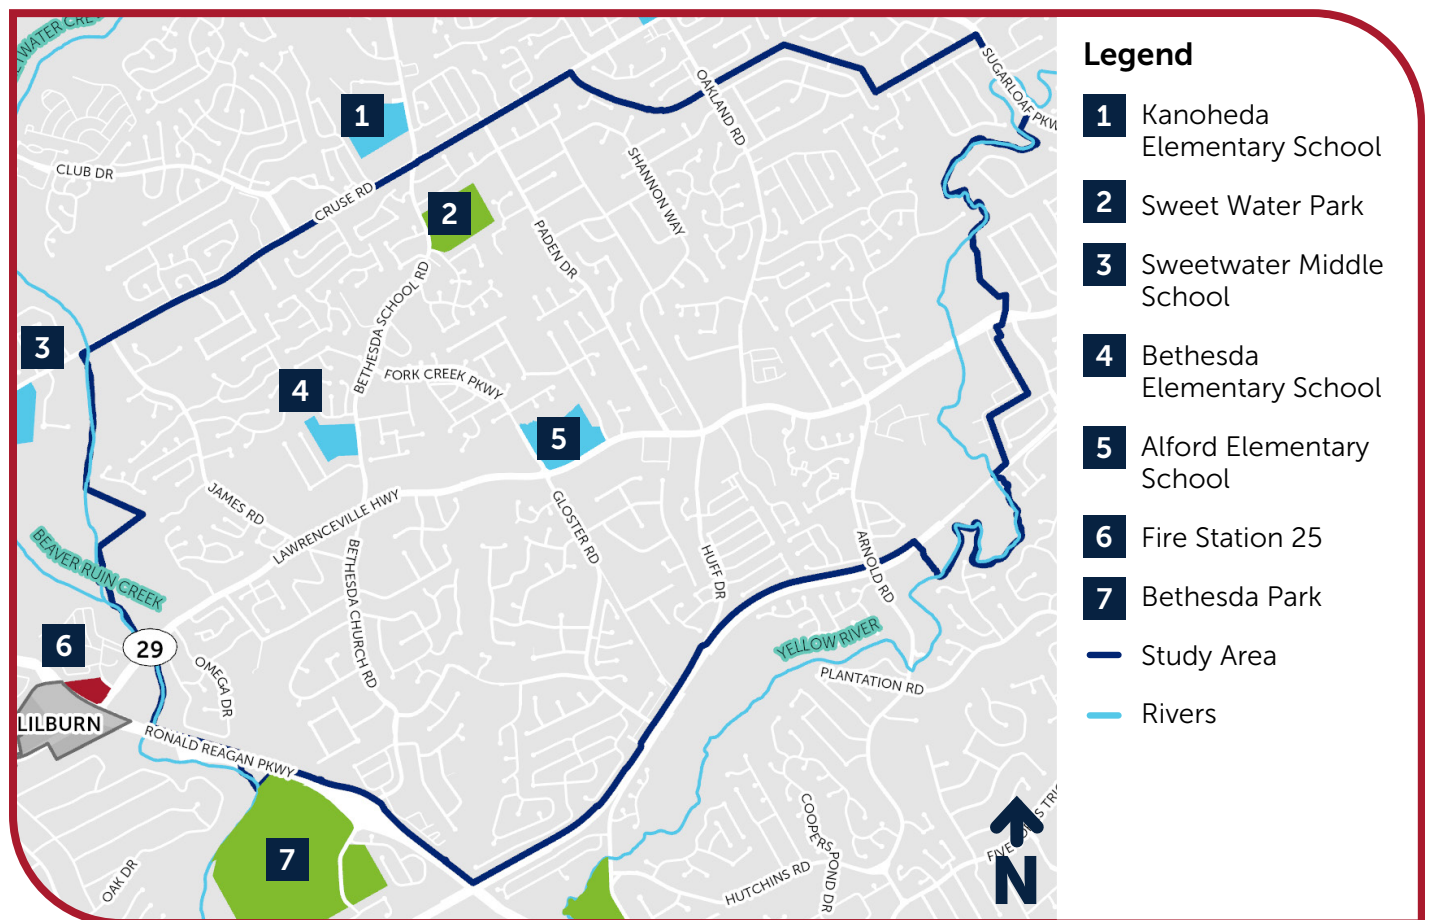 TWATER CRE
1
CLUB DR
CRUSE RD
2
OAKLAND RD
SUGARLOAF PKW
SHANNON WAY
PADEN DR
BETHESDA SCHOOL RD
3
4
FORK CREEK PKWY
5
JAMES RD
LAWRENCEVILLE HWY
GLOSTER RD
BEAVER RUIN CREEK
BETHESDA CHURCH RD
HUFF DR
ARNOLD RD
6
29
OMEGA DR
YELLOW RIVER
PLANTATION RD
LILBURN
RONALD REAGAN PKWY
7
OAK DR
HUTCHINS RD
COOPERS POND DR
N
Legend
1 Kanoheda
Elementary School
2 Sweet Water Park
3 Sweetwater Middle
School
4 Bethesda
Elementary School
5 Alford Elementary
School
6 Fire Station 25
7 Bethesda Park
Study Area
Rivers